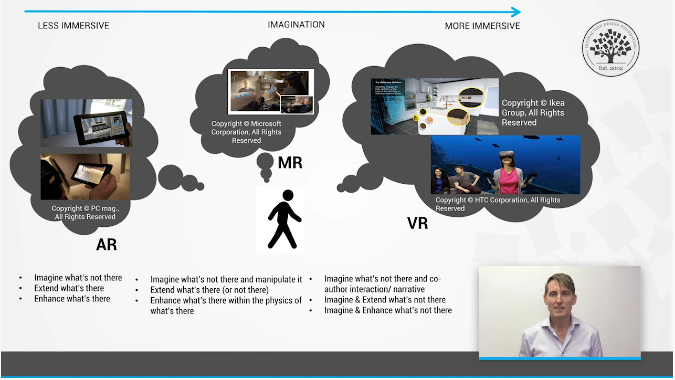 LESS IMMERSIVE
IMAGINATION
MORE IMMERSIVE
INTERACTION DESIGN FOUNDATION
Est. 2002
Copyright © Microsoft
Corporation, All Rights
Reserved
Copyright © Ikea
Group, All Rights
Reserved
Copyright © PC mag.,
All Rights Reserved
Copyright © HTC Corporation, All Rights
Reserved
MR
VR
AR
• Imagine what's not there
• Extend what's there
• Enhance what's there
• Imagine what's not there and manipulate it
• Extend what's there (or not there)
• Enhance what's there within the physics of
what's there
• Imagine what's not there and co-
author interaction/ narrative
• Imagine & Extend what's not there
• Imagine & Enhance what's not there